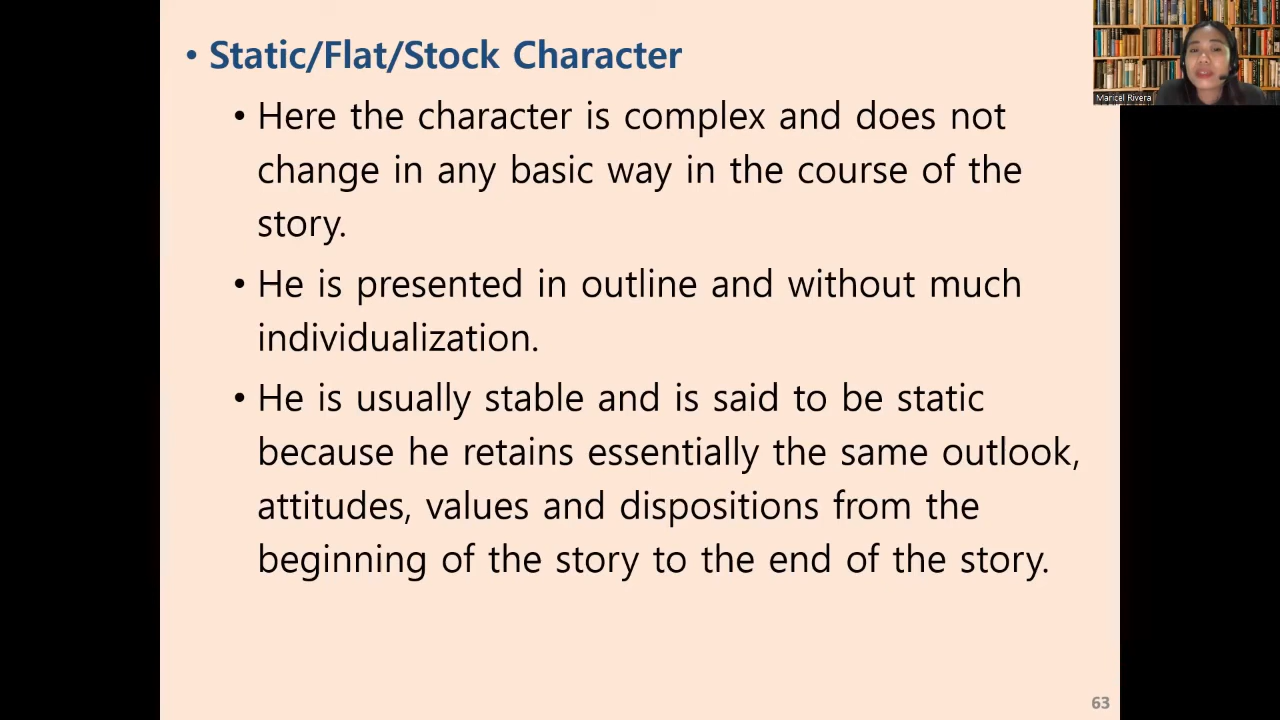 • Static/Flat/Stock Character
• Here the character is complex and does not
change in any basic way in the course of the
story.
• He is presented in outline and without much
individualization.
• He is usually stable and is said to be static
because he retains essentially the same outlook,
attitudes, values and dispositions from the
beginning of the story to the end of the story.
Maricel Rivera
63